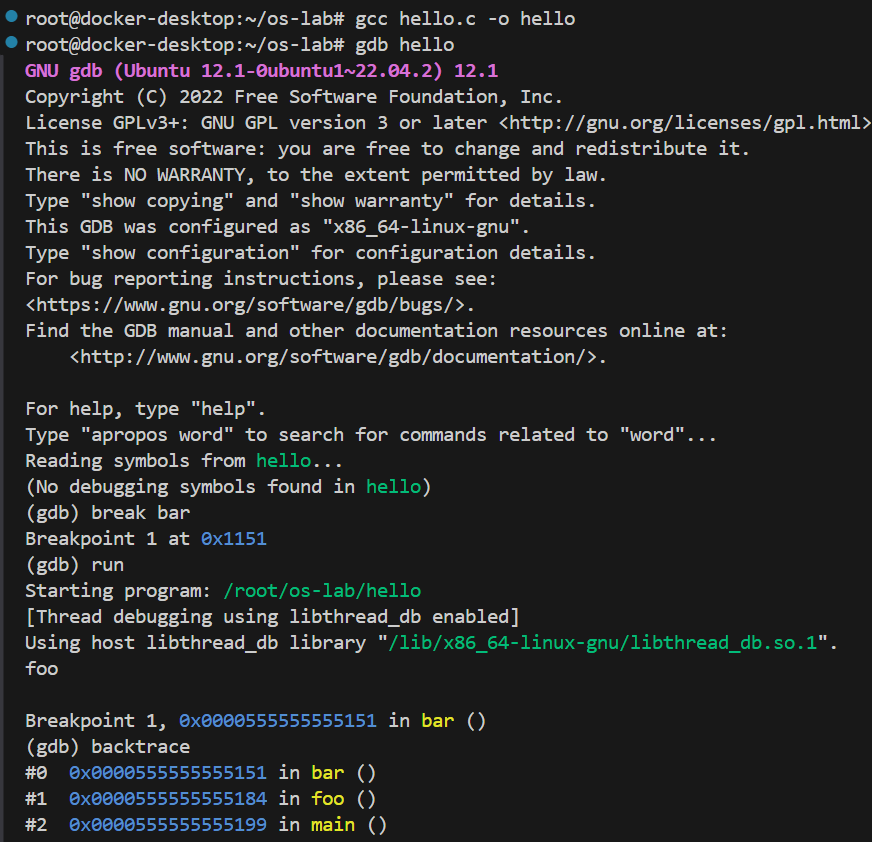 root@docker-desktop:~/os-lab# gcc hello.c -o hello
root@docker-desktop:~/os-lab# gdb hello
GNU gdb (Ubuntu 12.1-0ubuntu1~22.04.2) 12.1
Copyright (C) 2022 Free Software Foundation, Inc.
License GPLv3+: GNU GPL version 3 or later <http://gnu.org/licenses/gpl.html>
This is free software: you are free to change and redistribute it.
There is NO WARRANTY, to the extent permitted by law.
Type "show copying" and "show warranty" for details.
This GDB was configured as "x86_64-linux-gnu".
Type "show configuration" for configuration details.
For bug reporting instructions, please see:
<https://www.gnu.org/software/gdb/bugs/>.
Find the GDB manual and other documentation resources online at:
    <http://www.gnu.org/software/gdb/documentation/>.

For help, type "help".
Type "apropos word" to search for commands related to "word"...
Reading symbols from hello...
(No debugging symbols found in hello)
(gdb) break bar
Breakpoint 1 at 0x1151
(gdb) run
Starting program: /root/os-lab/hello
[Thread debugging using libthread_db enabled]
Using host libthread_db library "/lib/x86_64-linux-gnu/libthread_db.so.1".
foo

Breakpoint 1, 0x0000555555555151 in bar ()
(gdb) backtrace
#0  0x0000555555555151 in bar ()
#1  0x0000555555555184 in foo ()
#2  0x0000555555555199 in main ()